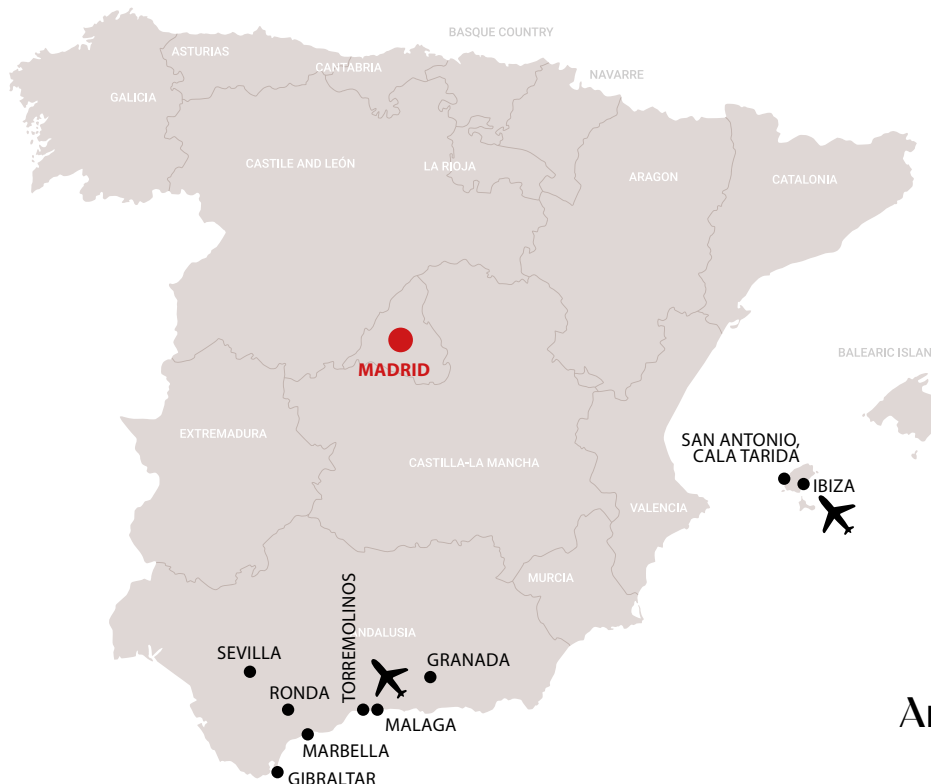 BASQUE COUNTRY
ASTURIAS
CANTABRIA
NAVARRE
GALICIA
CASTILE AND LEÓN
LA RIOJA
ARAGON
CATALONIA
MADRID
BALEARIC ISLAN
EXTREMADURA
CASTILLA-LA MANCHA
SAN ANTONIO,
CALA TARIDA
IBIZA
VALENCIA
MURCIA
TORREMOLINOS
ANDALUSIA
SEVILLA
GRANADA
RONDA
MALAGA
MARBELLA
GIBRALTAR